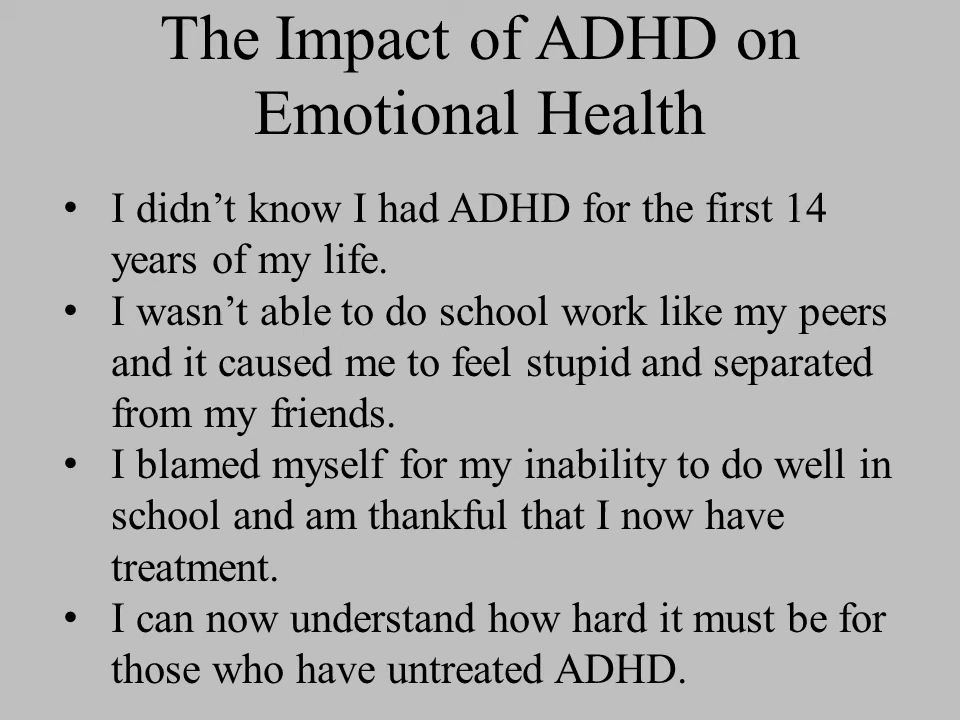 The Impact of ADHD on
Emotional Health
• I didn’t know I had ADHD for the first 14
years of my life.
• I wasn’t able to do school work like my peers
and it caused me to feel stupid and separated
from my friends.
• I blamed myself for my inability to do well in
school and am thankful that I now have
treatment.
• I can now understand how hard it must be for
those who have untreated ADHD.